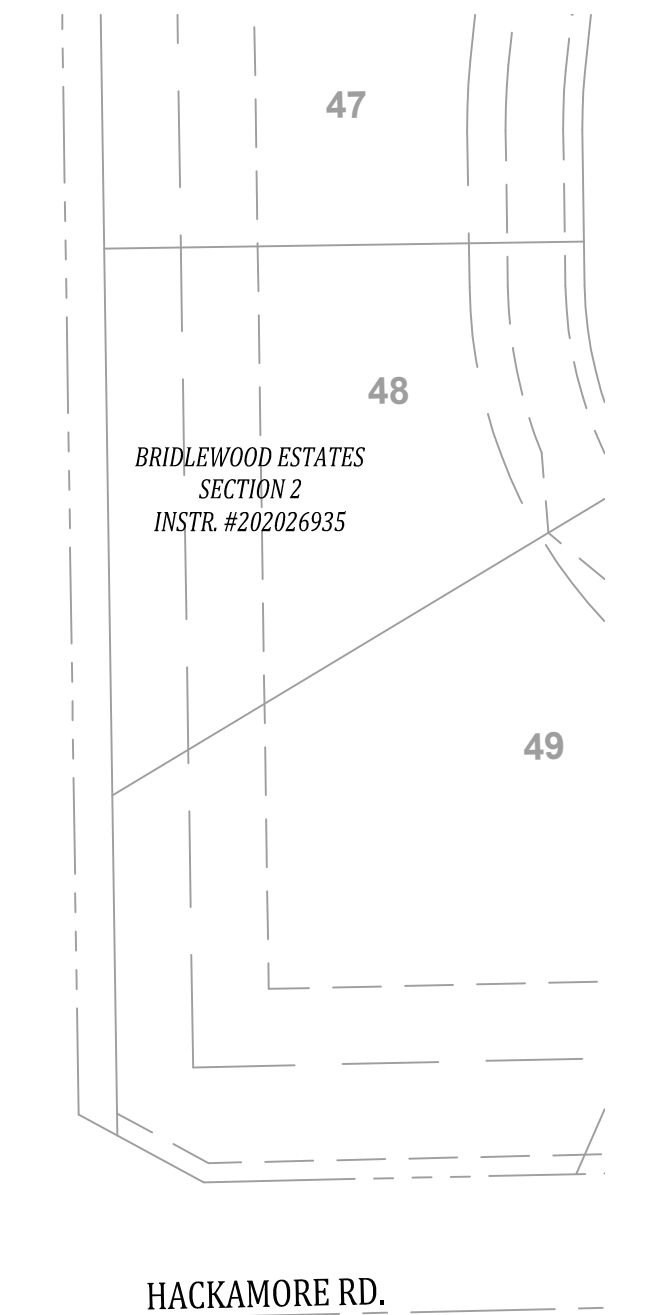 47
48
BRIDLEWOOD ESTATES
SECTION 2
INSTR. #202026935
49
HACKAMORE RD.